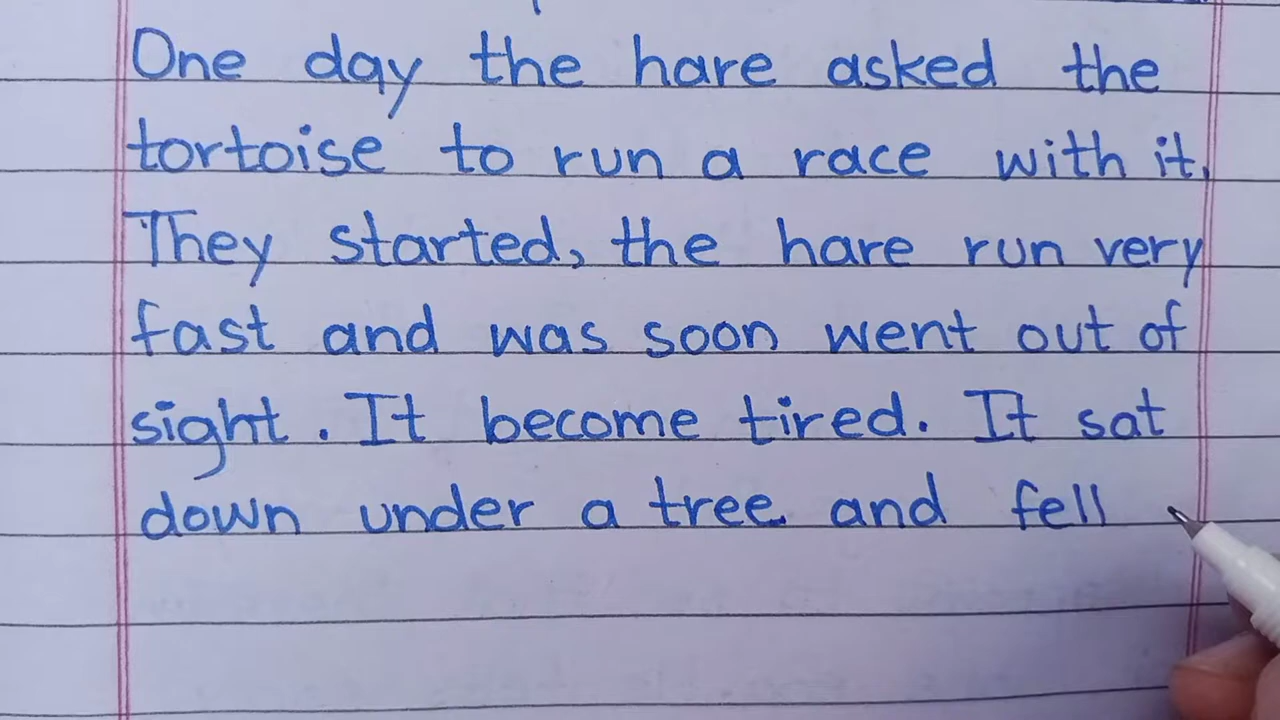 One day the hare asked the
tortoise to run a race with it.
They started, the hare run very
fast and was soon went out of
sight. It become tired. It sat
down under a tree and fell